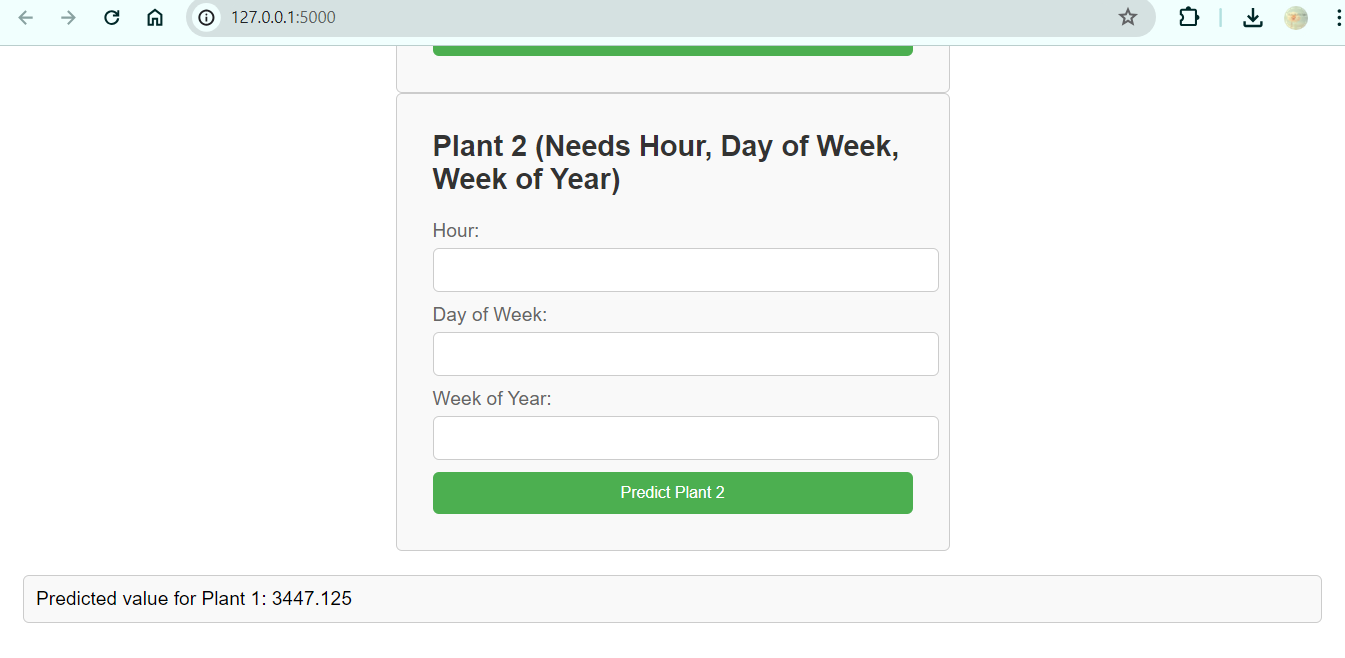 127.0.0.1:5000
Plant 2 (Needs Hour, Day of Week,
Week of Year)
Hour:
Day of Week:
Week of Year:
Predict Plant 2
Predicted value for Plant 1: 3447.125